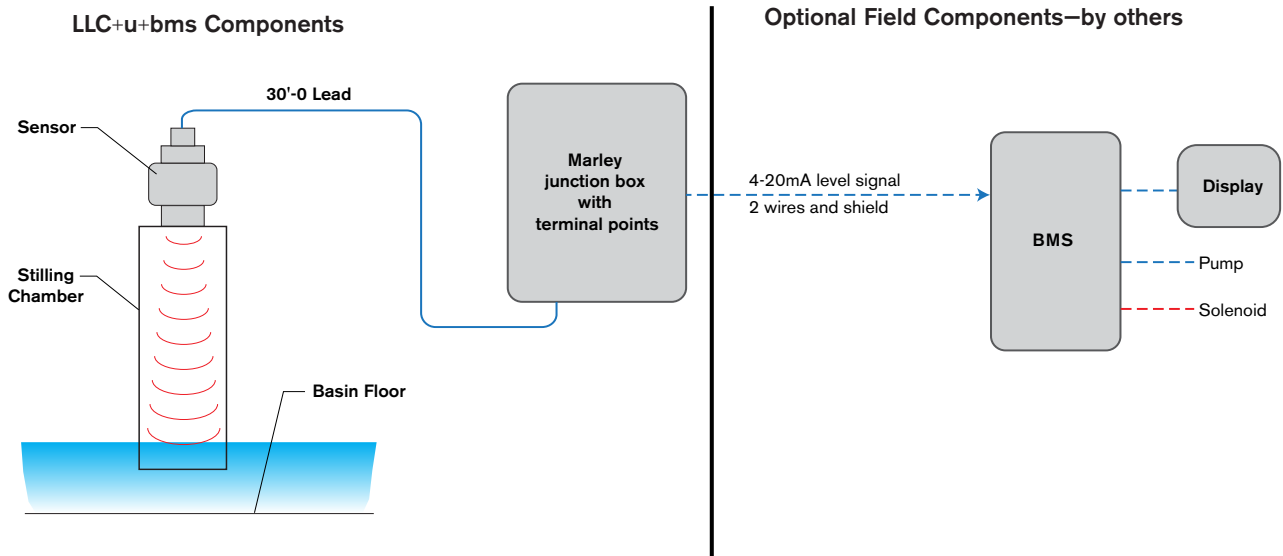 LLC+u+bms Components
Optional Field Components—by others
30'-0 Lead
Sensor
Marley
junction box
with
terminal points
4-20mA level signal
2 wires and shield
Display
BMS
Stilling
Chamber
Pump
Solenoid
Basin Floor